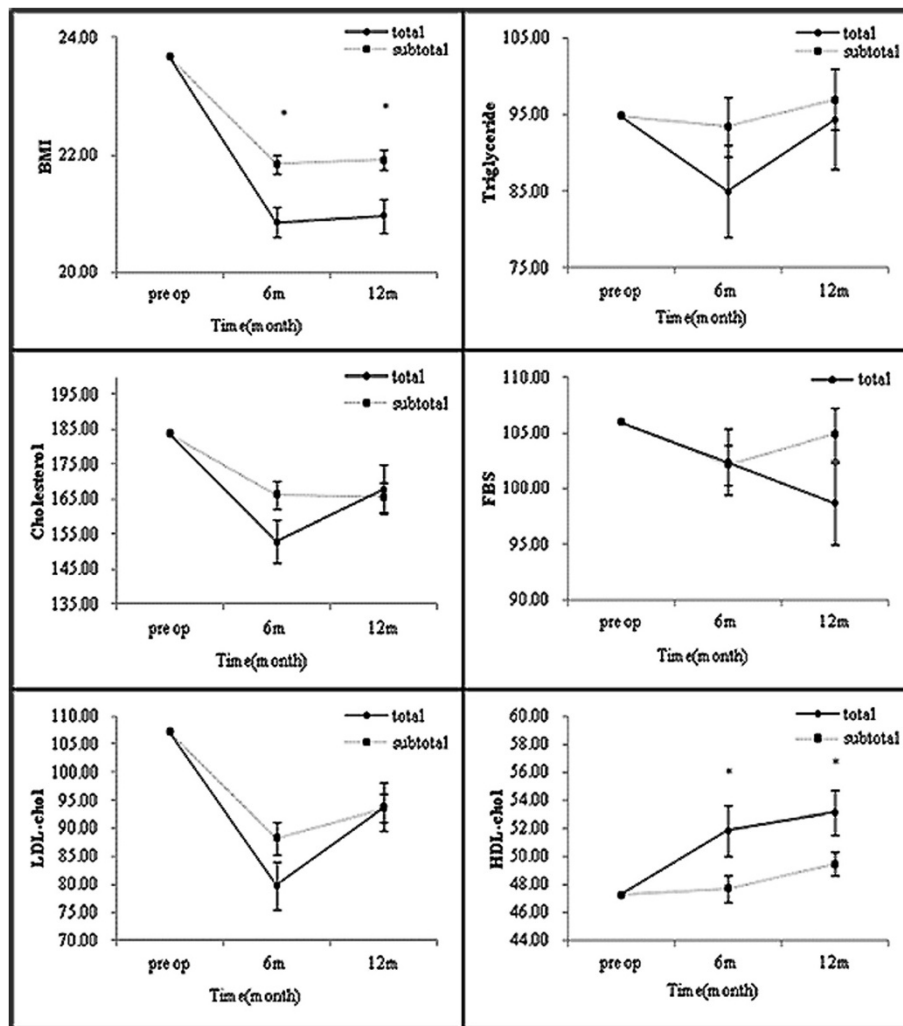 24.00
22.00
20.00
BMI
total
subtotal
*
*
pre op 6m 12m
Time(month)
105.00
95.00
85.00
75.00
Triglyceride
total
subtotal
pre op 6m 12m
Time(month)
195.00
185.00
175.00
165.00
155.00
145.00
135.00
Cholesterol
total
subtotal
pre op 6m 12m
Time(month)
110.00
105.00
100.00
95.00
90.00
FBS
total
pre op 6m 12m
Time(month)
110.00
105.00
100.00
95.00
90.00
85.00
80.00
75.00
70.00
LDL-chol
total
subtotal
pre op 6m 12m
Time(month)
60.00
58.00
56.00
54.00
52.00
50.00
48.00
46.00
44.00
HDL-chol
total
subtotal
*
*
pre op 6m 12m
Time(month)